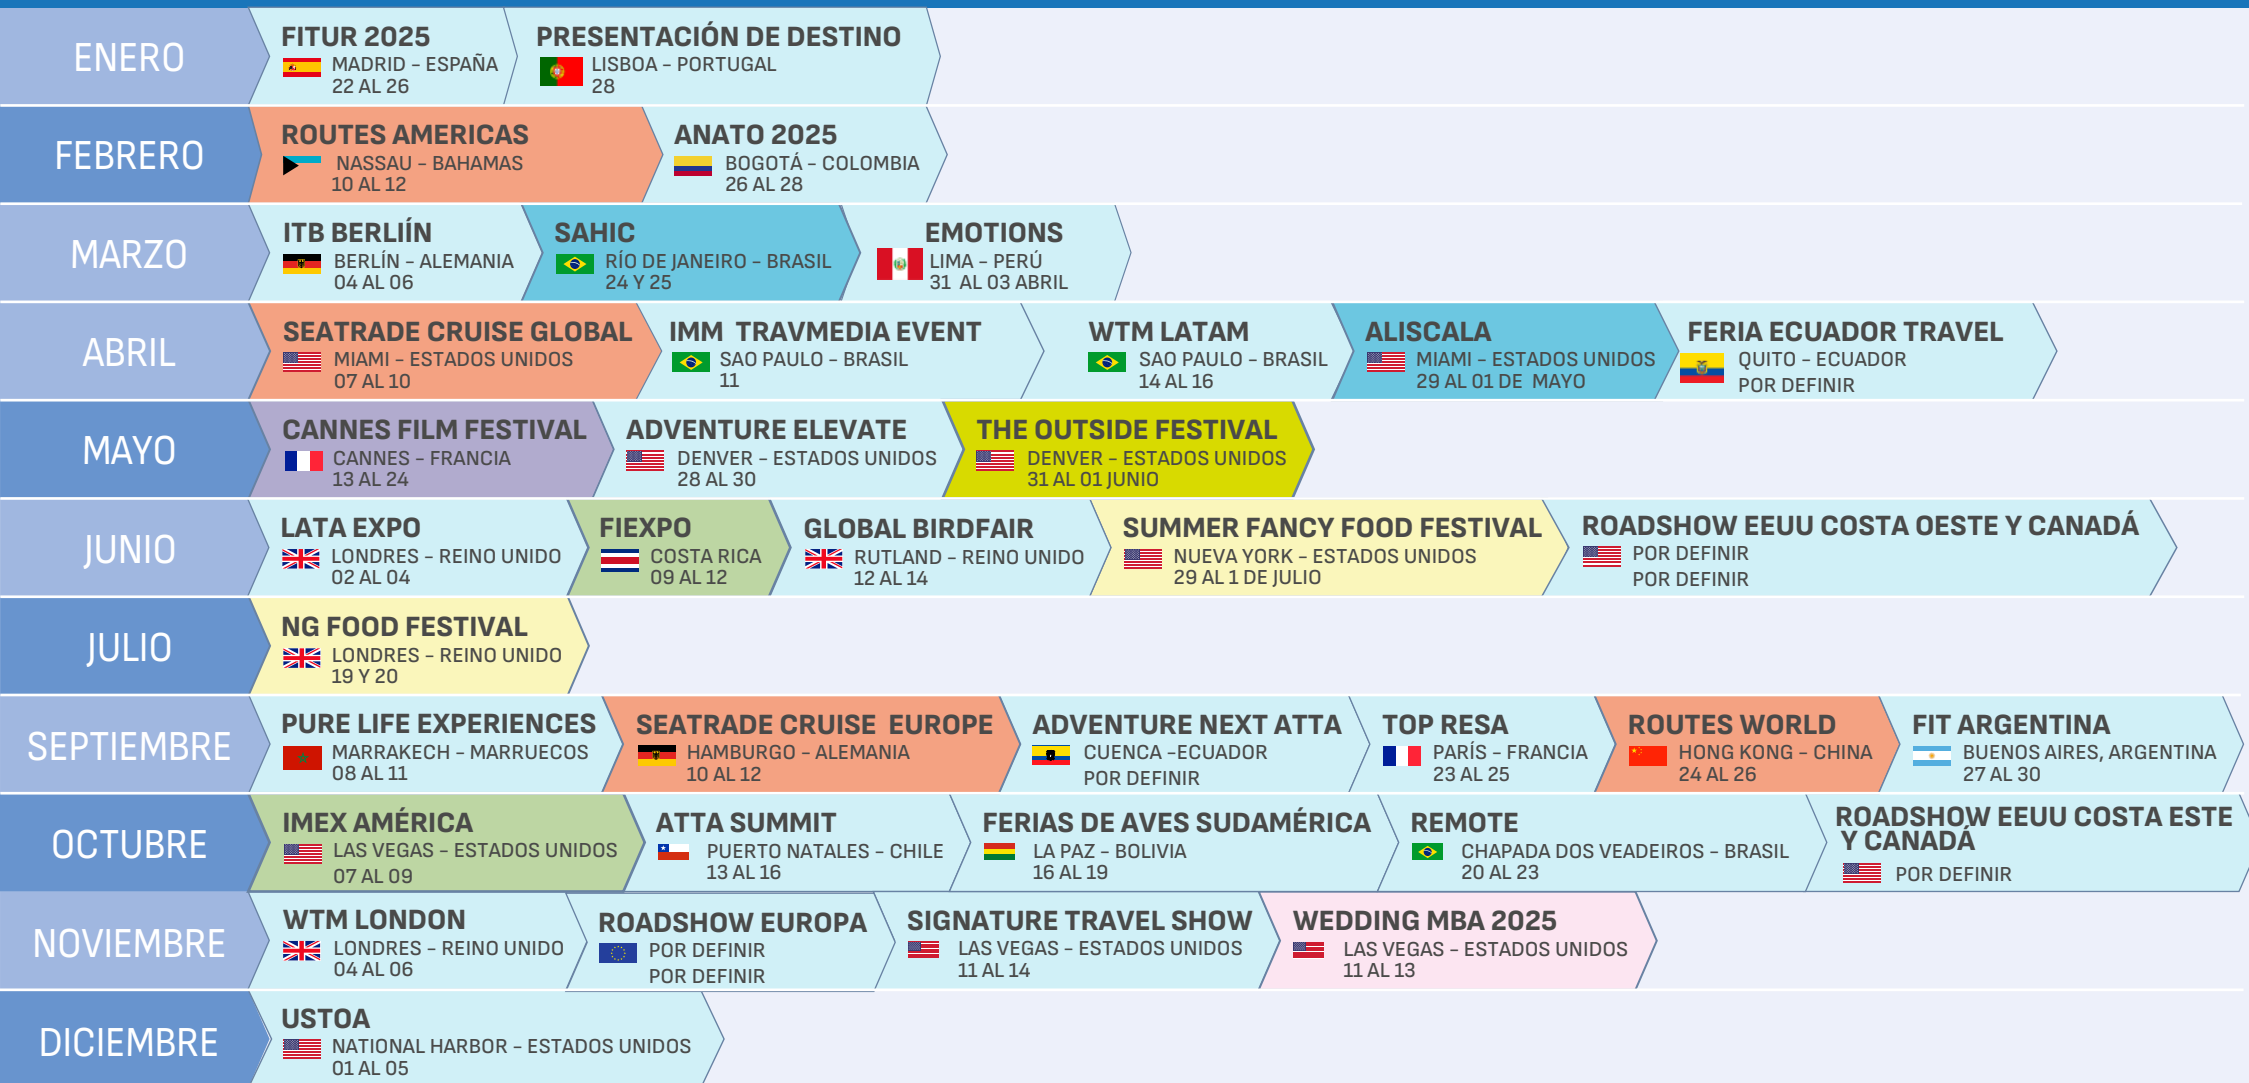 ENERO
FITUR 2025
MADRID – ESPAÑA
22 AL 26
PRESENTACIÓN DE DESTINO
LISBOA – PORTUGAL
28
FEBRERO
ROUTES AMERICAS
NASSAU – BAHAMAS
10 AL 12
ANATO 2025
BOGOTÁ – COLOMBIA
26 AL 28
MARZO
ITB BERLIÍN
BERLÍN – ALEMANIA
04 AL 06
SAHIC
RÍO DE JANEIRO – BRASIL
24 Y 25
EMOTIONS
LIMA – PERÚ
31 AL 03 ABRIL
ABRIL
SEATRADE CRUISE GLOBAL
MIAMI – ESTADOS UNIDOS
07 AL 10
IMM TRAVMEDIA EVENT
SAO PAULO – BRASIL
11
WTM LATAM
SAO PAULO – BRASIL
14 AL 16
ALISCALA
MIAMI – ESTADOS UNIDOS
29 AL 01 DE MAYO
FERIA ECUADOR TRAVEL
QUITO – ECUADOR
POR DEFINIR
MAYO
CANNES FILM FESTIVAL
CANNES – FRANCIA
13 AL 24
ADVENTURE ELEVATE
DENVER – ESTADOS UNIDOS
28 AL 30
THE OUTSIDE FESTIVAL
DENVER – ESTADOS UNIDOS
31 AL 01 JUNIO
JUNIO
LATA EXPO
LONDRES – REINO UNIDO
02 AL 04
FIEXPO
COSTA RICA
09 AL 12
GLOBAL BIRDFAIR
RUTLAND – REINO UNIDO
12 AL 14
SUMMER FANCY FOOD FESTIVAL
NUEVA YORK – ESTADOS UNIDOS
29 AL 1 DE JULIO
ROADSHOW EEUU COSTA OESTE Y CANADÁ
POR DEFINIR
POR DEFINIR
JULIO
NG FOOD FESTIVAL
LONDRES – REINO UNIDO
19 Y 20
SEPTIEMBRE
PURE LIFE EXPERIENCES
MARRAKECH – MARRUECOS
08 AL 11
SEATRADE CRUISE EUROPE
HAMBURGO – ALEMANIA
10 AL 12
ADVENTURE NEXT ATTA
CUENCA –ECUADOR
POR DEFINIR
TOP RESA
PARÍS – FRANCIA
23 AL 25
ROUTES WORLD
HONG KONG – CHINA
24 AL 26
FIT ARGENTINA
BUENOS AIRES, ARGENTINA
27 AL 30
OCTUBRE
IMEX AMÉRICA
LAS VEGAS – ESTADOS UNIDOS
07 AL 09
ATTA SUMMIT
PUERTO NATALES – CHILE
13 AL 16
FERIAS DE AVES SUDAMÉRICA
LA PAZ – BOLIVIA
16 AL 19
REMOTE
CHAPADA DOS VEADEIROS – BRASIL
20 AL 23
ROADSHOW EEUU COSTA ESTE
Y CANADÁ
POR DEFINIR
NOVIEMBRE
WTM LONDON
LONDRES – REINO UNIDO
04 AL 06
ROADSHOW EUROPA
POR DEFINIR
POR DEFINIR
SIGNATURE TRAVEL SHOW
LAS VEGAS – ESTADOS UNIDOS
11 AL 14
WEDDING MBA 2025
LAS VEGAS – ESTADOS UNIDOS
11 AL 13
DICIEMBRE
USTOA
NATIONAL HARBOR – ESTADOS UNIDOS
01 AL 05